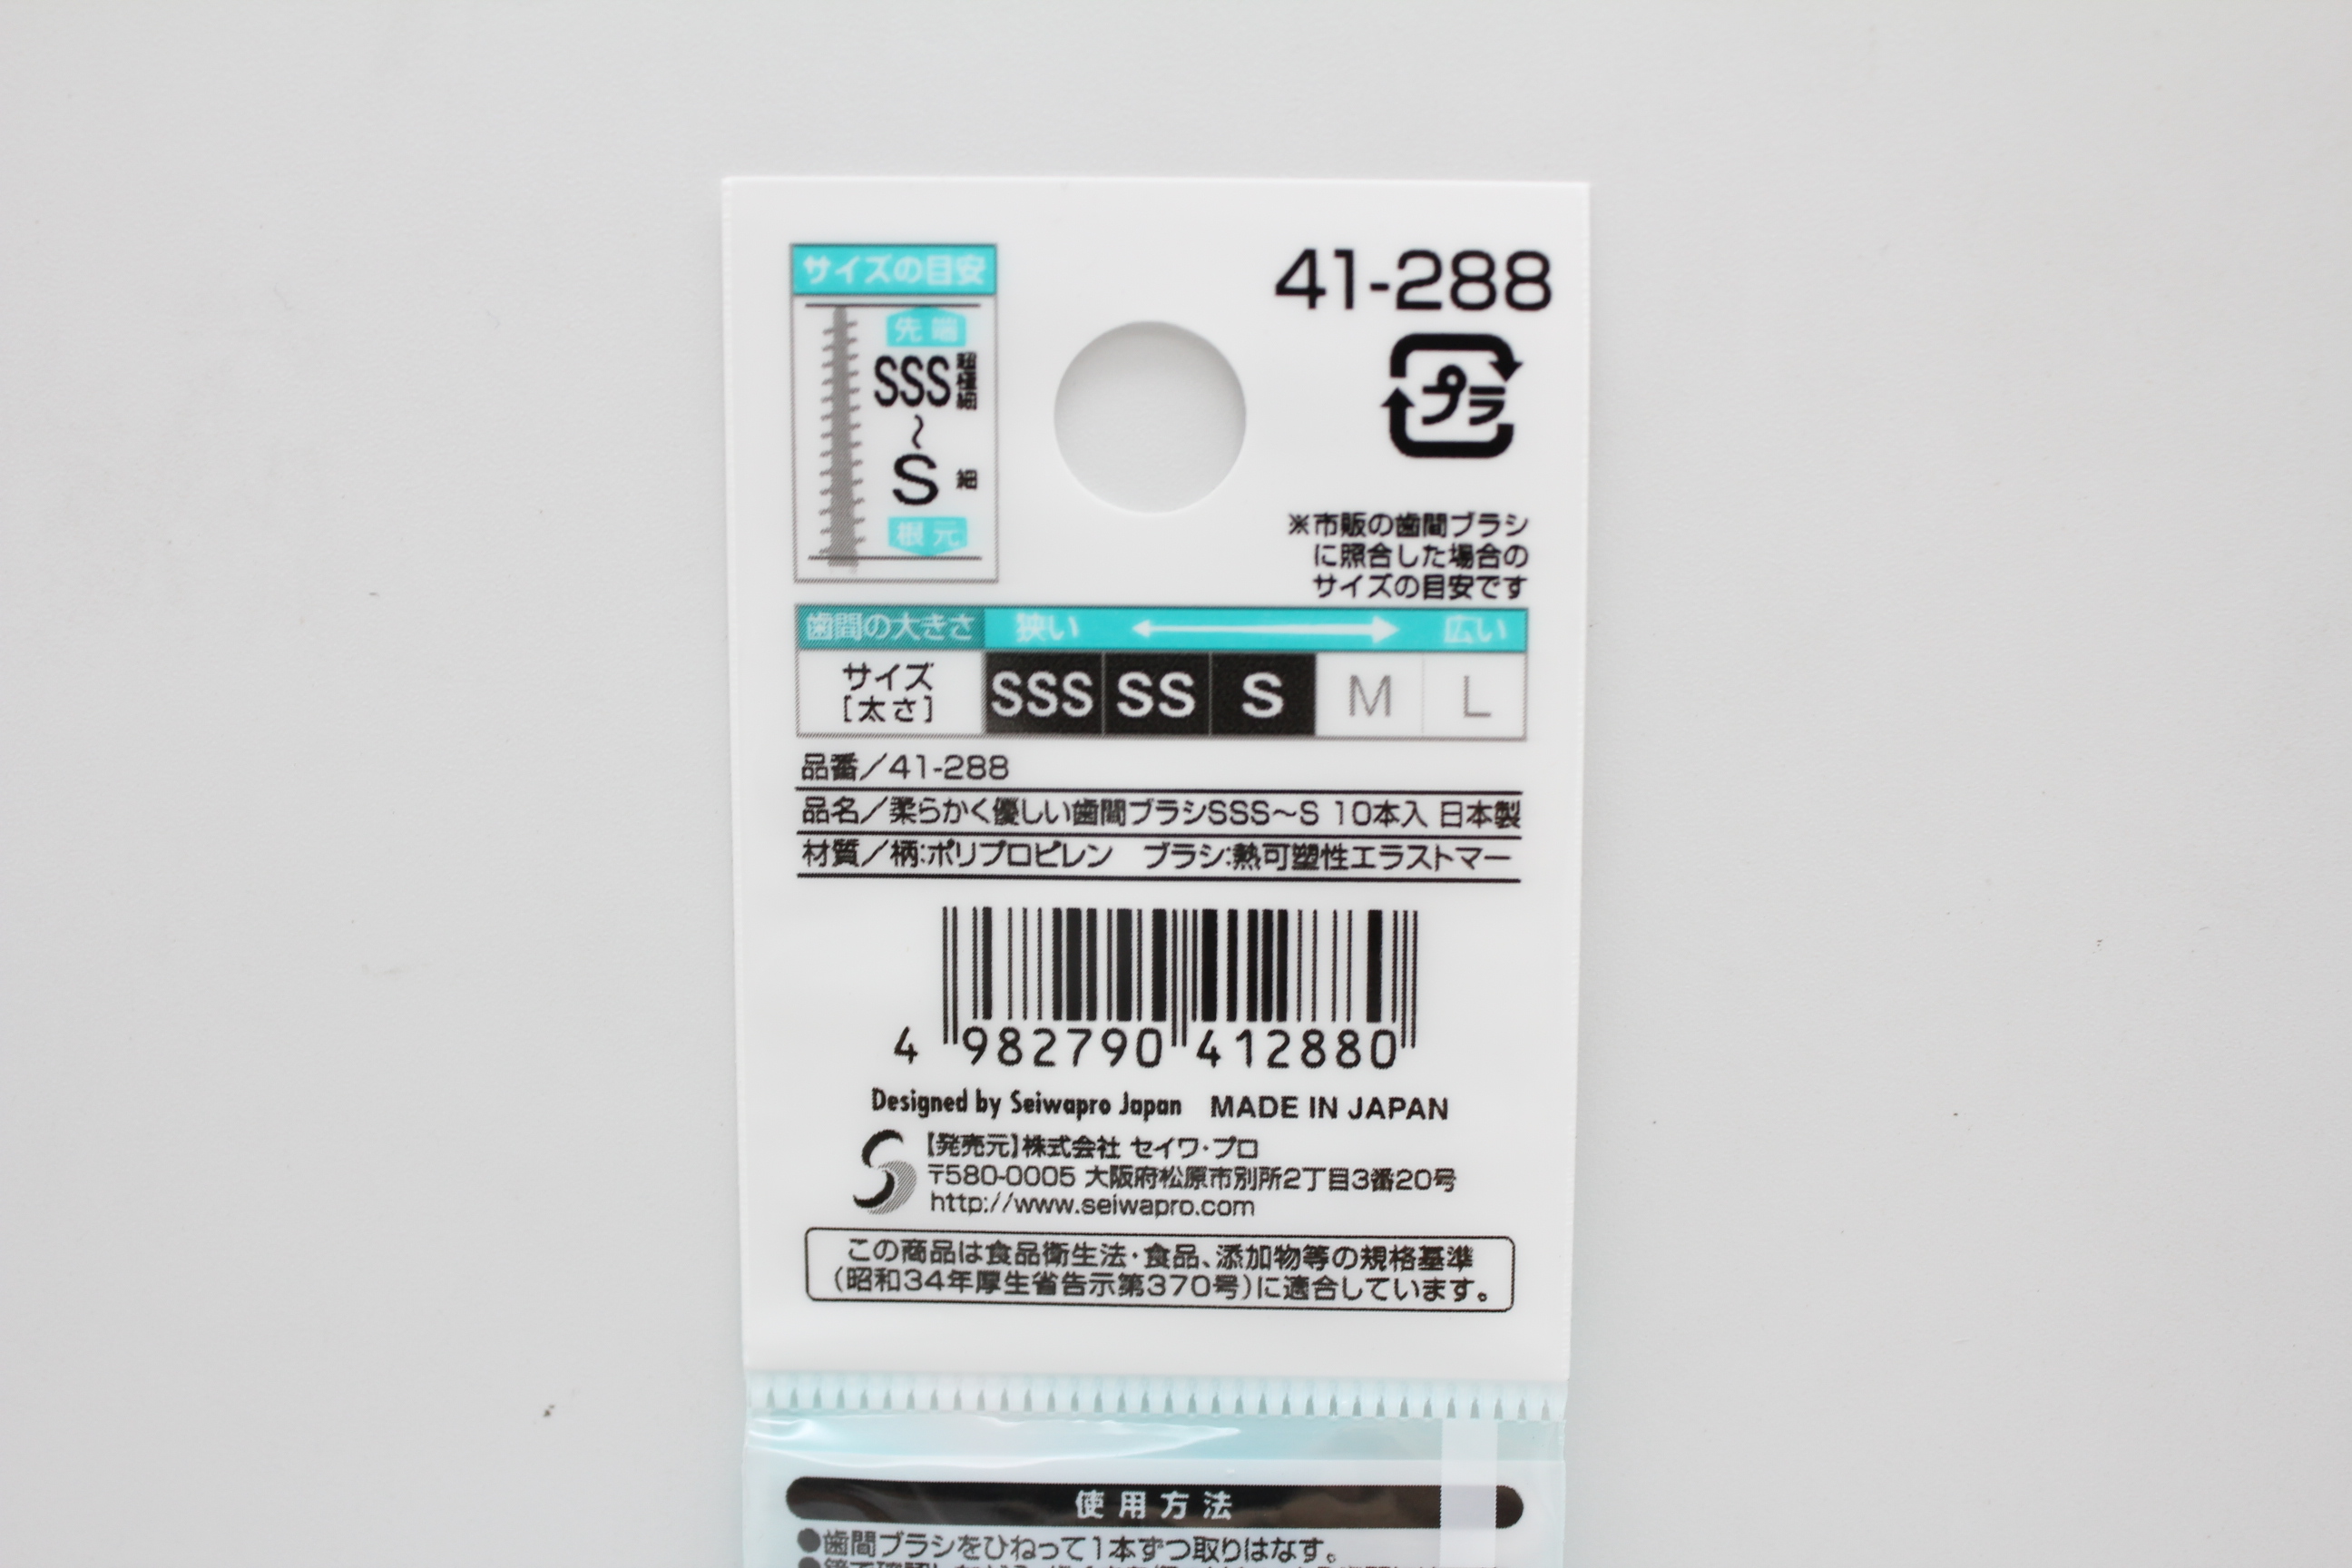 サイズの目安
先端
SSS 超極細
〜
S 細
根元
41-288
プラ
※市販の歯間ブラシ
に照合した場合の
サイズの目安です
歯間の大きさ 狭い 広い
サイズ
[太さ]
SSS SS S M L
品番／41-288
品名／柔らかく優しい歯間ブラシSSS〜S 10本入 日本製
材質／柄:ポリプロピレン ブラシ:熱可塑性エラストマー
4 982790 412880
Designed by Seiwapro Japan MADE IN JAPAN
【発売元】株式会社 セイワ・プロ
〒580-0005 大阪府松原市別所2丁目3番20号
http://www.seiwapro.com
この商品は食品衛生法・食品、添加物等の規格基準
(昭和34年厚生省告示第370号)に適合しています。
使用方法
●歯間ブラシをひねって1本ずつ取りはなす。